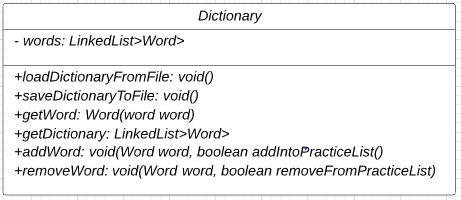 Dictionary
- words: LinkedList>Word>
+loadDictionaryFromFile: void()
+saveDictionaryToFile: void()
+getWord: Word(word word)
+getDictionary: LinkedList>Word>
+addWord: void(Word word, boolean addIntoPracticeList()
+removeWord: void(Word word, boolean removeFromPracticeList)